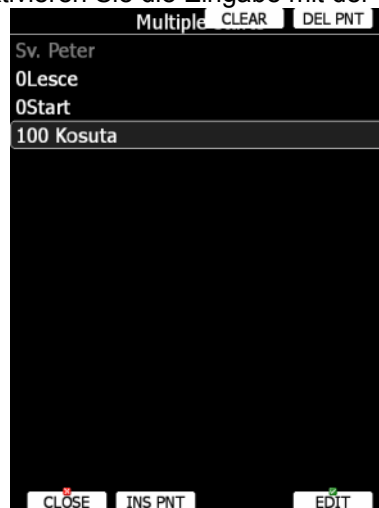 tivieren Sie die Eingabe mit der
Multiple CLEAR DEL PNT
Sv. Peter
0Lesce
0Start
100 Kosuta
CLOSE INS PNT EDIT